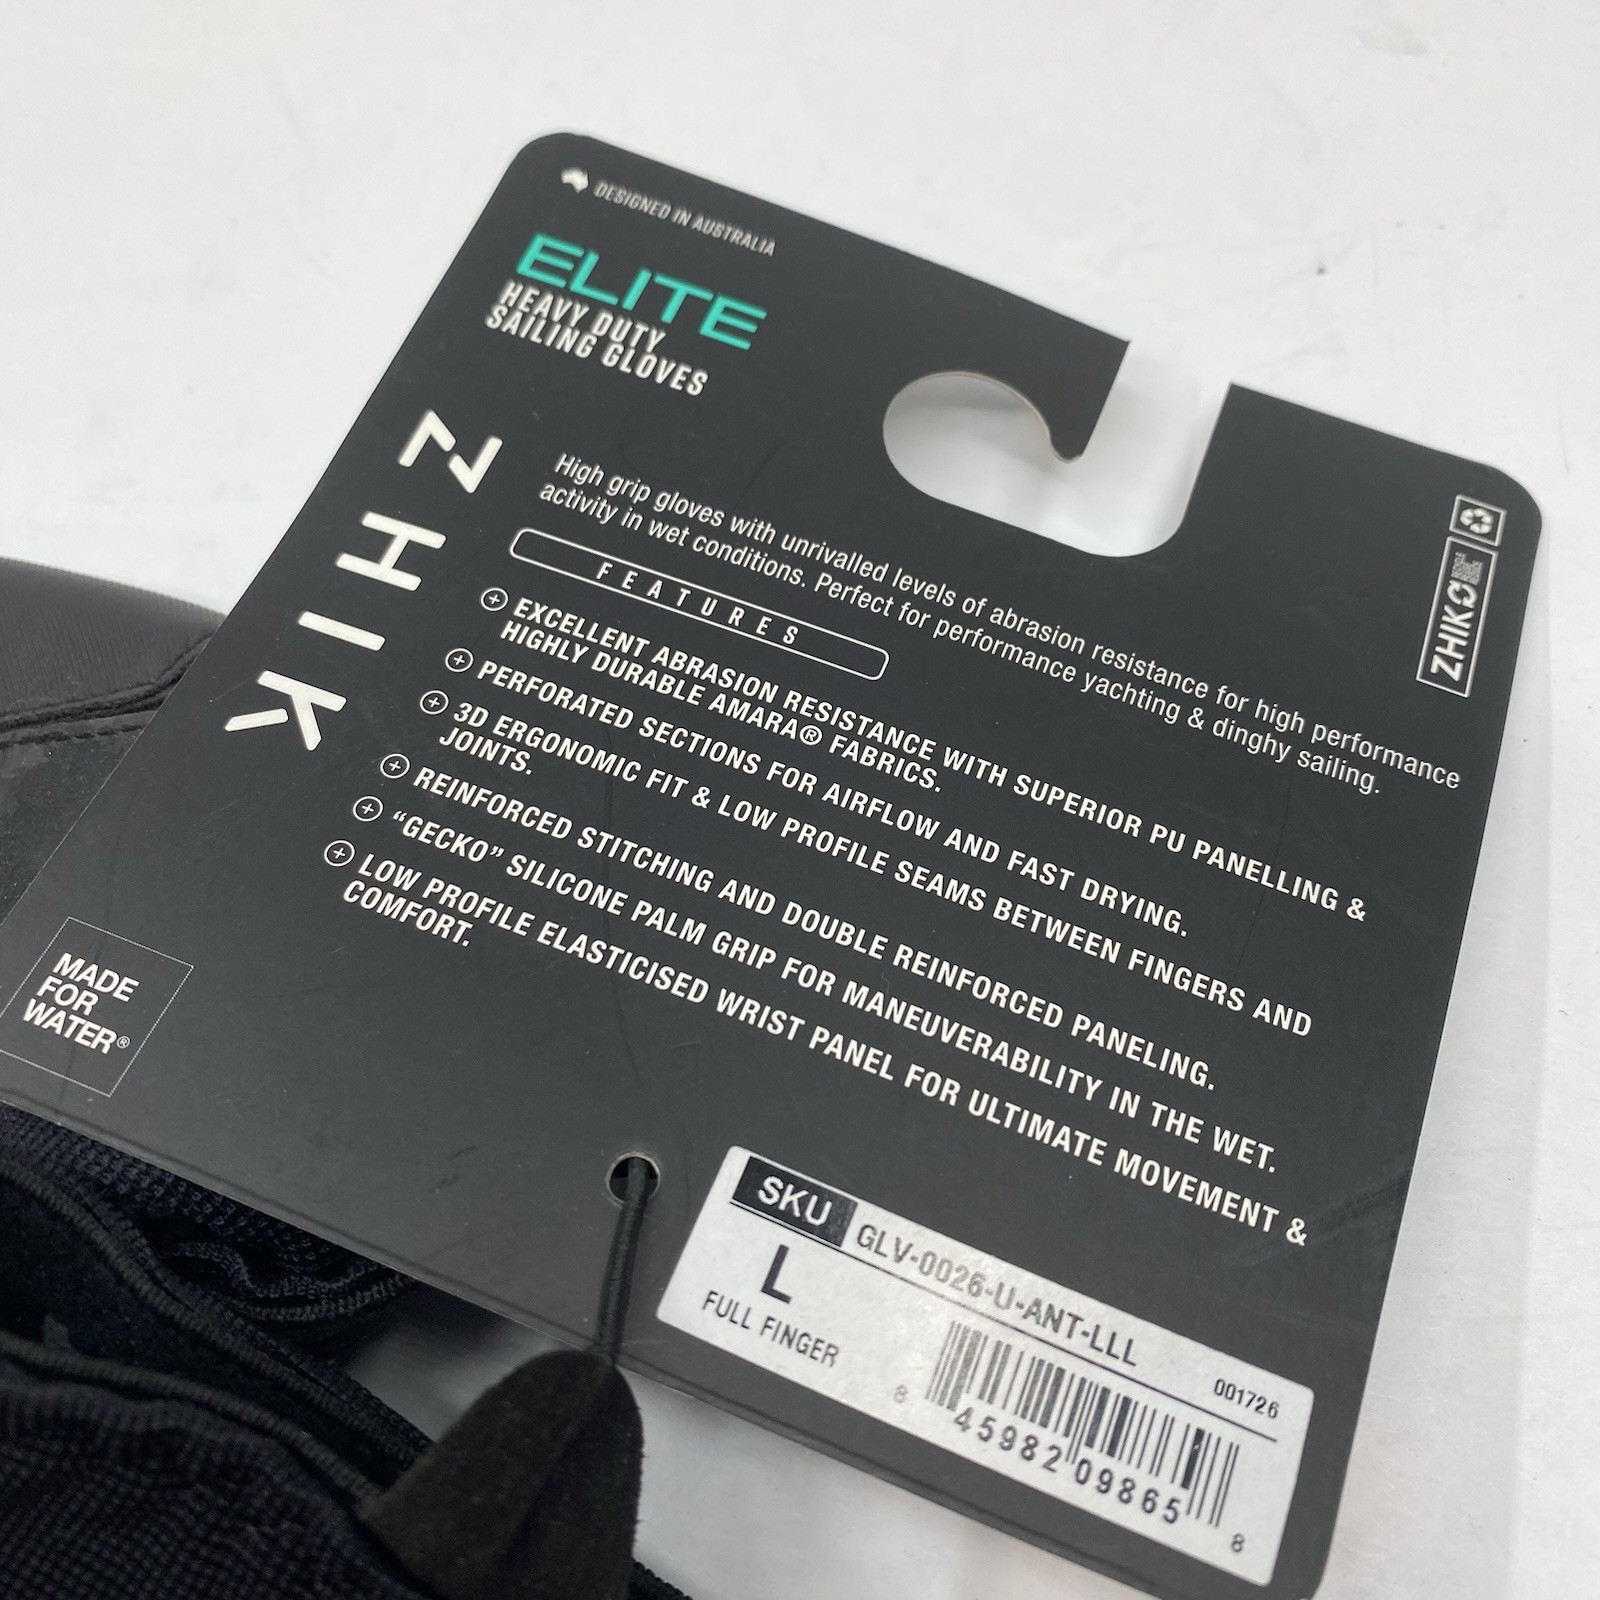 DESIGNED IN AUSTRALIA
ELITE
HEAVY DUTY
SAILING GLOVES
ZHIK
High grip gloves with unrivalled levels of abrasion resistance for high performance
activity in wet conditions. Perfect for performance yachting & dinghy sailing.
FEATURES
EXCELLENT ABRASION RESISTANCE WITH SUPERIOR PU PANELLING &
HIGHLY DURABLE AMARA® FABRICS.
PERFORATED SECTIONS FOR AIRFLOW AND FAST DRYING.
3D ERGONOMIC FIT & LOW PROFILE SEAMS BETWEEN FINGERS AND
JOINTS.
REINFORCED STITCHING AND DOUBLE REINFORCED PANELING.
“GECKO” SILICONE PALM GRIP FOR MANEUVERABILITY IN THE WET.
LOW PROFILE ELASTICISED WRIST PANEL FOR ULTIMATE MOVEMENT &
COMFORT.
ZHIK
MADE
FOR
WATER®
SKU GLV-0026-U-ANT-LLL
L
FULL FINGER
001726
8 45982 09865 8